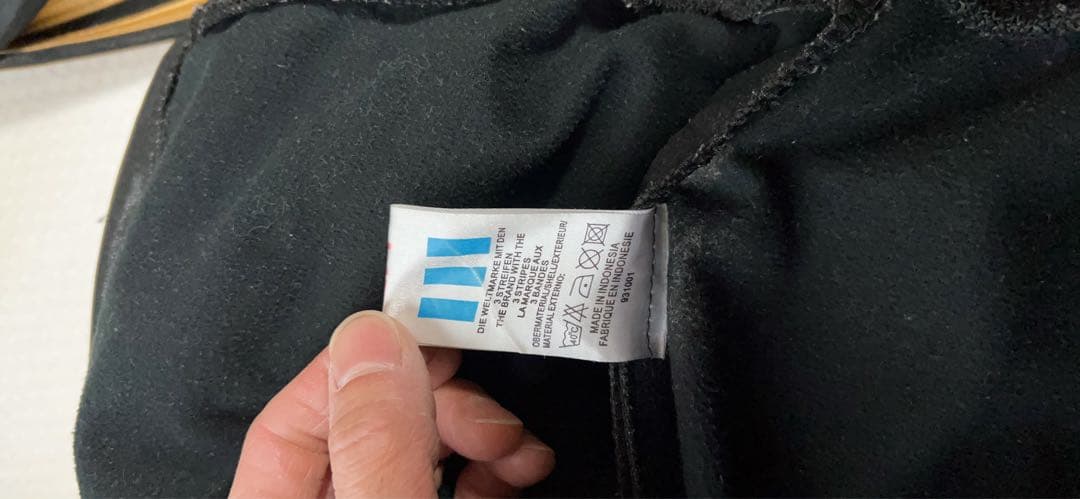 DIE WELTMARKE MIT DEN
3 STREIFEN
THE BRAND WITH THE
3 STRIPES
LA MARQUE AUX
3 BANDES
OBERMATERIAL/SHELL/EXTERIEUR/
MATERIAL EXTERNO:
40°C
MADE IN INDONESIA
FABRIQUE EN INDONESIE
931001